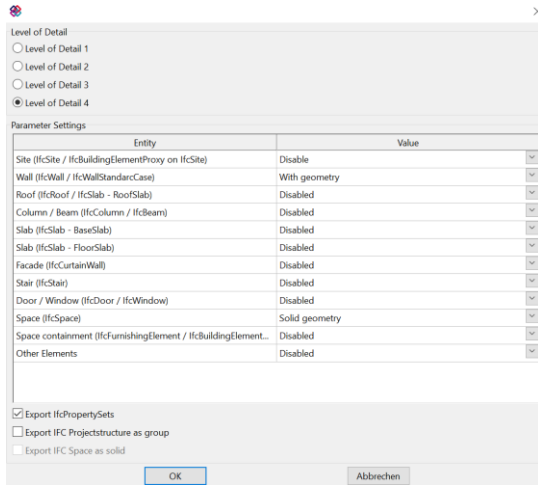 Level of Detail
Level of Detail 1
Level of Detail 2
Level of Detail 3
Level of Detail 4
Parameter Settings
Entity Value
Site (IfcSite / IfcBuildingElementProxy on IfcSite) Disable
Wall (IfcWall / IfcWallStandarcCase) With geometry
Roof (IfcRoof / IfcSlab - RoofSlab) Disabled
Column / Beam (IfcColumn / IfcBeam) Disabled
Slab (IfcSlab - BaseSlab) Disabled
Slab (IfcSlab - FloorSlab) Disabled
Facade (IfcCurtainWall) Disabled
Stair (IfcStair) Disabled
Door / Window (IfcDoor / IfcWindow) Disabled
Space (IfcSpace) Solid geometry
Space containment (IfcFurnishingElement / IfcBuildingElement... Disabled
Other Elements Disabled
Export IfcPropertySets
Export IFC Projectstructure as group
Export IFC Space as solid
OK Abbrechen